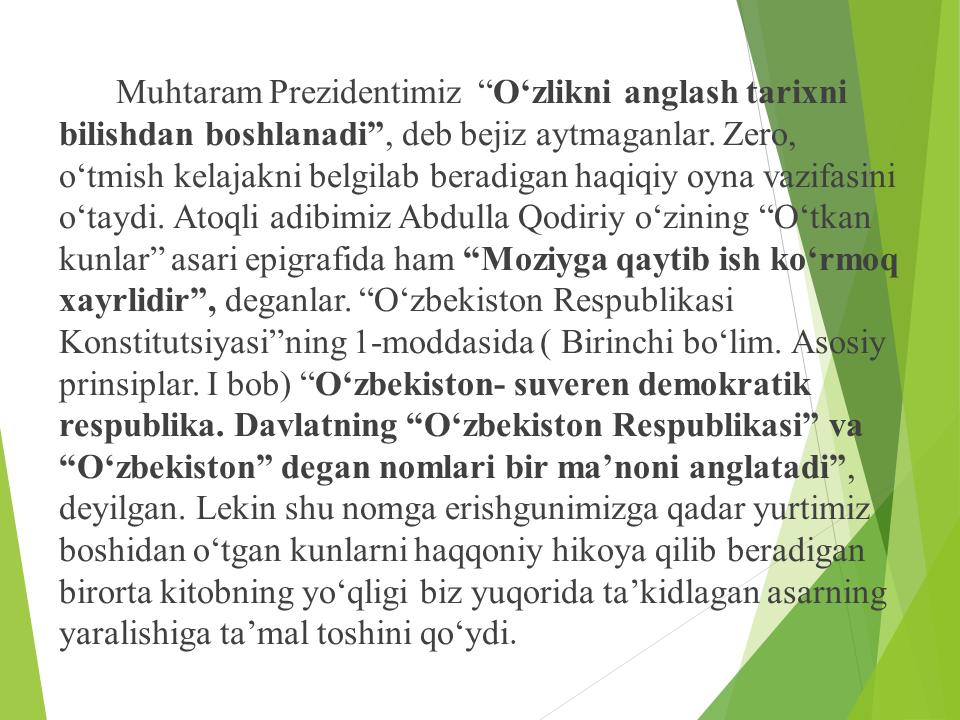 Muhtaram Prezidentimiz “O‘zlikni anglash tarixni
bilishdan boshlanadi”, deb bejiz aytmaganlar. Zero,
o‘tmish kelajakni belgilab beradigan haqiqiy oyna vazifasini
o‘taydi. Atoqli adibimiz Abdulla Qodiriy o‘zining “O‘tkan
kunlar” asari epigrafida ham “Moziyga qaytib ish ko‘rmoq
xayrlidir”, deganlar. “O‘zbekiston Respublikasi
Konstitutsiyasi”ning 1-moddasida ( Birinchi bo‘lim. Asosiy
prinsiplar. I bob) “O‘zbekiston- suveren demokratik
respublika. Davlatning “O‘zbekiston Respublikasi” va
“O‘zbekiston” degan nomlari bir ma’noni anglatadi”,
deyilgan. Lekin shu nomga erishgunimizga qadar yurtimiz
boshidan o‘tgan kunlarni haqqoniy hikoya qilib beradigan
birorta kitobning yo‘qligi biz yuqorida ta’kidlagan asarning
yaralishiga ta’mal toshini qo‘ydi.